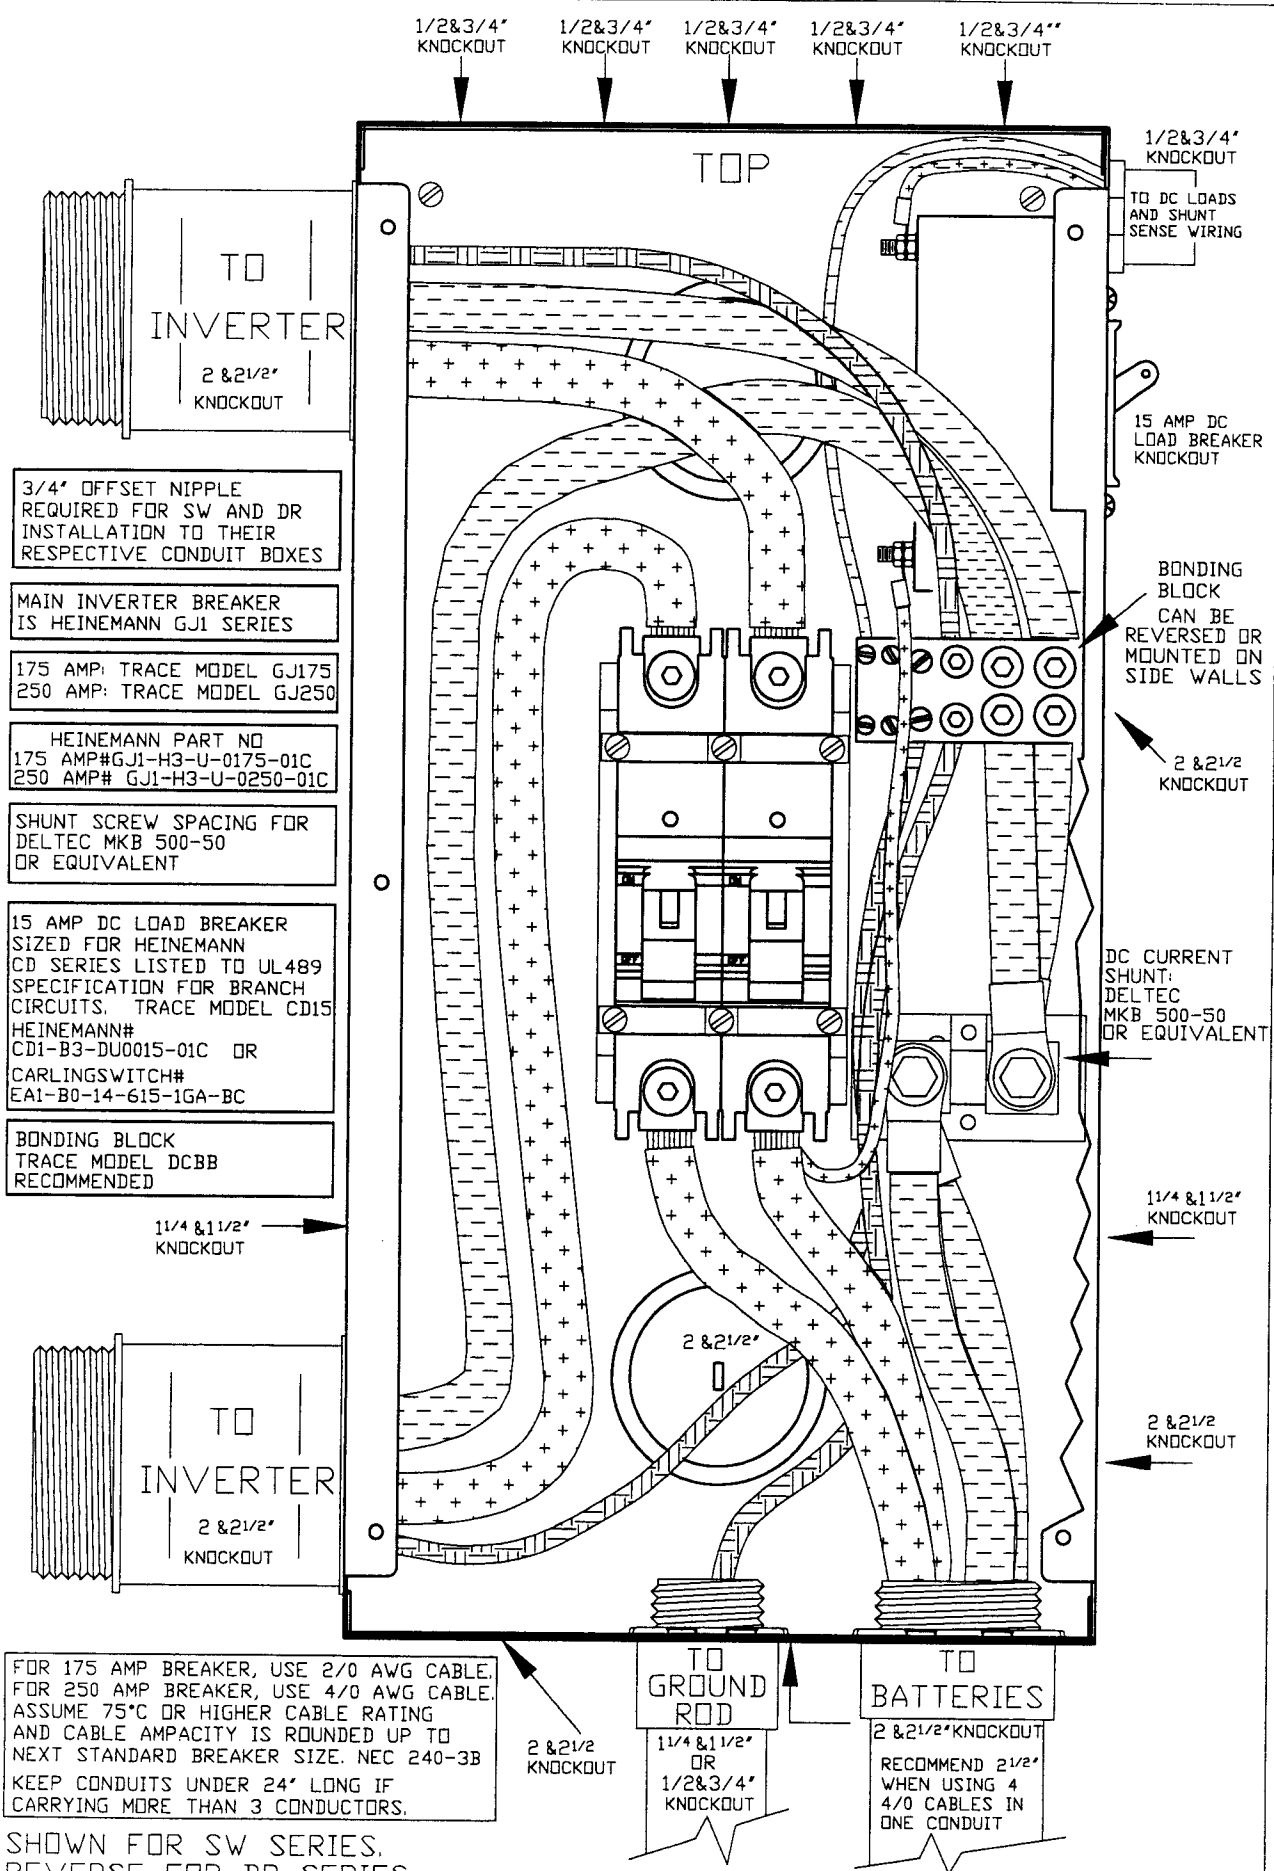 1/2&3/4" KNOCKOUT
1/2&3/4" KNOCKOUT
1/2&3/4" KNOCKOUT
1/2&3/4" KNOCKOUT
1/2&3/4"" KNOCKOUT
TOP
1/2&3/4"
KNOCKOUT
TO DC LOADS
AND SHUNT
SENSE WIRING
TO
INVERTER
2 &21/2"
KNOCKOUT
15 AMP DC
LOAD BREAKER
KNOCKOUT
3/4" OFFSET NIPPLE
REQUIRED FOR SW AND DR
INSTALLATION TO THEIR
RESPECTIVE CONDUIT BOXES
MAIN INVERTER BREAKER
IS HEINEMANN GJ1 SERIES
175 AMP: TRACE MODEL GJ175
250 AMP: TRACE MODEL GJ250
HEINEMANN PART NO
175 AMP#GJ1-H3-U-0175-01C
250 AMP# GJ1-H3-U-0250-01C
SHUNT SCREW SPACING FOR
DELTEC MKB 500-50
OR EQUIVALENT
15 AMP DC LOAD BREAKER
SIZED FOR HEINEMANN
CD SERIES LISTED TO UL489
SPECIFICATION FOR BRANCH
CIRCUITS. TRACE MODEL CD15
HEINEMANN#
CD1-B3-DU0015-01C OR
CARLINGSWITCH#
EA1-B0-14-615-1GA-BC
BONDING BLOCK
TRACE MODEL DCBB
RECOMMENDED
BONDING
BLOCK
CAN BE
REVERSED OR
MOUNTED ON
SIDE WALLS
2 &21/2
KNOCKOUT
ON
ON
OFF
OFF
DC CURRENT
SHUNT:
DELTEC
MKB 500-50
OR EQUIVALENT
11/4 &11/2"
KNOCKOUT
11/4 &11/2"
KNOCKOUT
2 &21/2"
TO
INVERTER
2 &21/2"
KNOCKOUT
2 &21/2
KNOCKOUT
FOR 175 AMP BREAKER, USE 2/0 AWG CABLE.
FOR 250 AMP BREAKER, USE 4/0 AWG CABLE.
ASSUME 75°C OR HIGHER CABLE RATING
AND CABLE AMPACITY IS ROUNDED UP TO
NEXT STANDARD BREAKER SIZE. NEC 240-3B
KEEP CONDUITS UNDER 24" LONG IF
CARRYING MORE THAN 3 CONDUCTORS.
2 &21/2
KNOCKOUT
TO
GROUND
ROD
11/4 &11/2"
OR
1/2&3/4"
KNOCKOUT
TO
BATTERIES
2 &21/2"KNOCKOUT
RECOMMEND 21/2"
WHEN USING 4
4/0 CABLES IN
ONE CONDUIT
SHOWN FOR SW SERIES.
REVERSE FOR DR SERIES